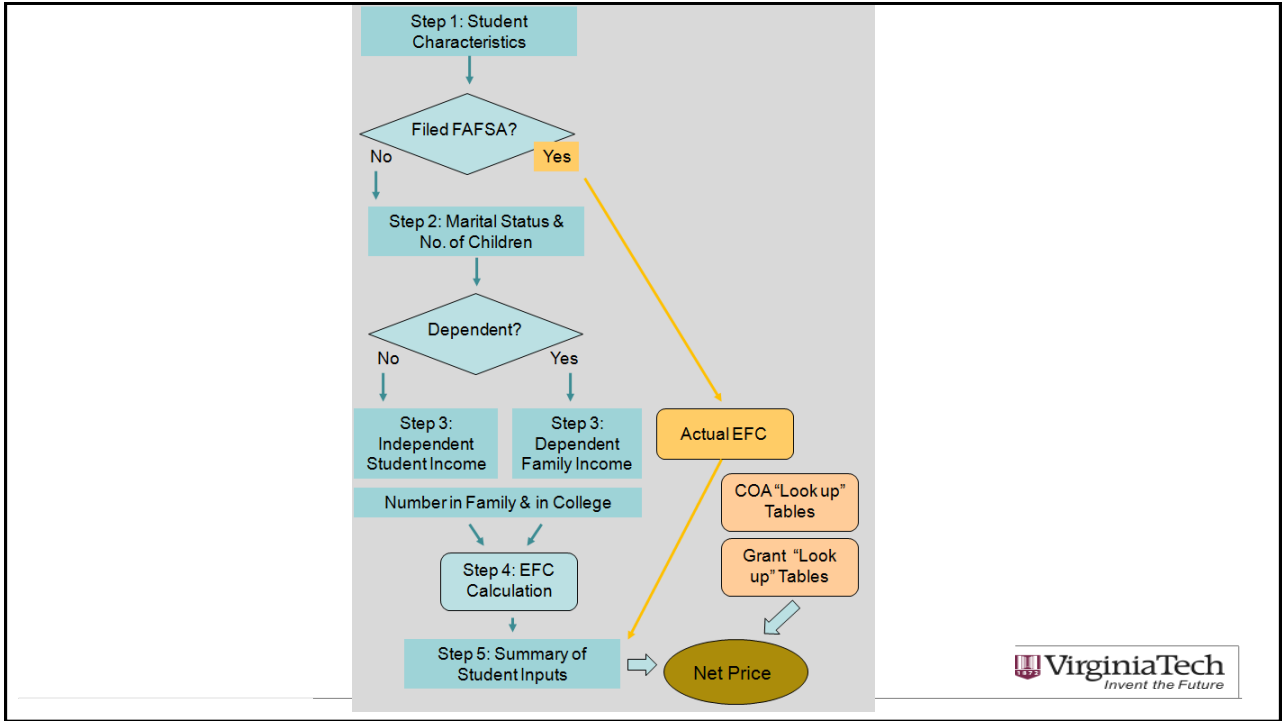 Step 1: Student
Characteristics
Filed FAFSA?
No
Yes
Step 2: Marital Status &
No. of Children
Dependent?
No
Yes
Step 3:
Independent
Student Income
Step 3:
Dependent
Family Income
Actual EFC
Number in Family & in College
COA "Look up"
Tables
Step 4: EFC
Calculation
Grant "Look
up" Tables
Step 5: Summary of
Student Inputs
Net Price
1872
VirginiaTech
Invent the Future